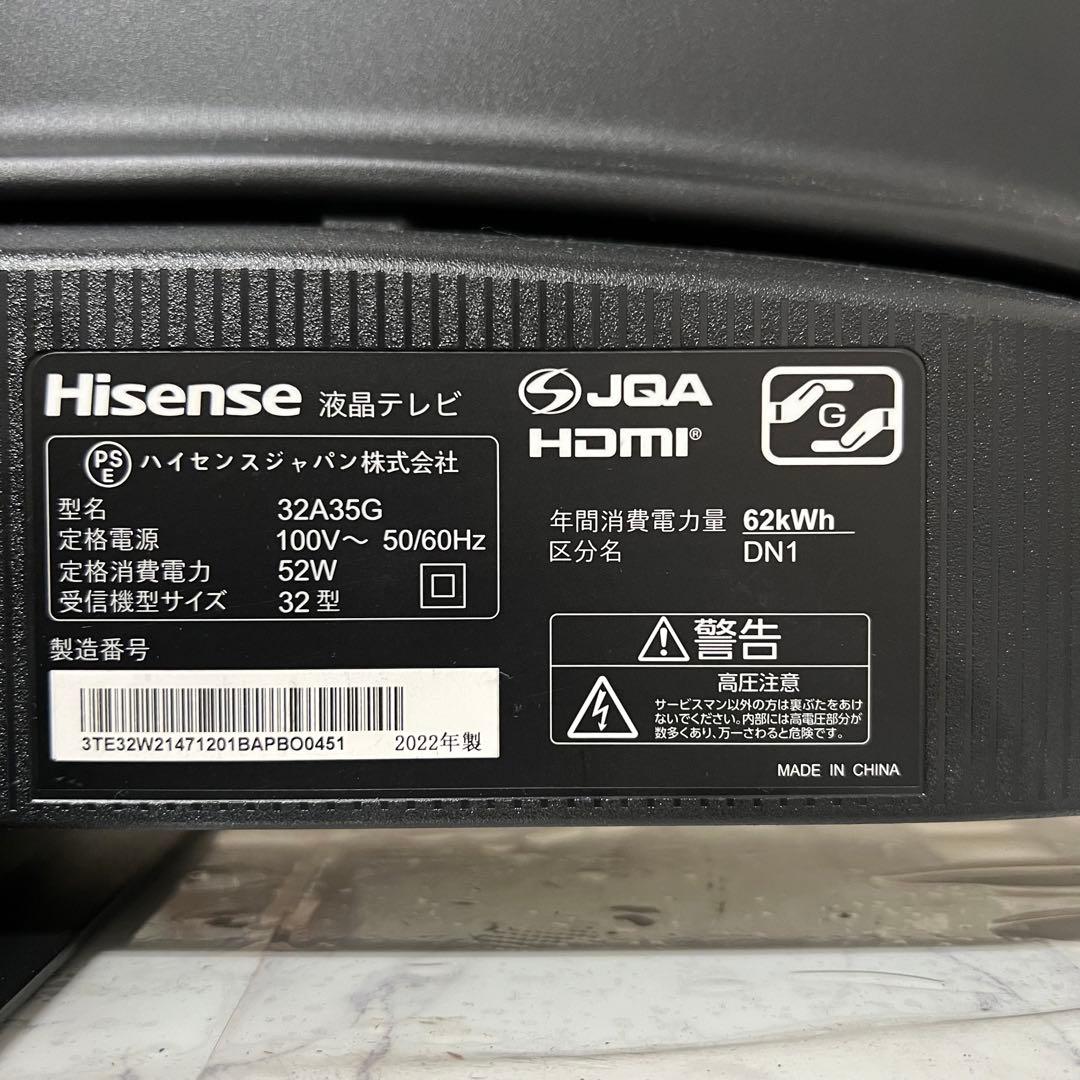 Hisense 液晶テレビ
PSE ハイセンスジャパン株式会社
型名 32A35G
定格電源 100V～ 50/60Hz
定格消費電力 52W
受信機型サイズ 32型
製造番号
3TE32W21471201BAPBO0451 2022年製
JQA
HDMI®
G
年間消費電力量 62kWh
区分名 DN1
警告
高圧注意
サービスマン以外の方は裏ぶたをあけ
ないでください。内部には高電圧部分が
数多くあり、万一さわると危険です。
MADE IN CHINA